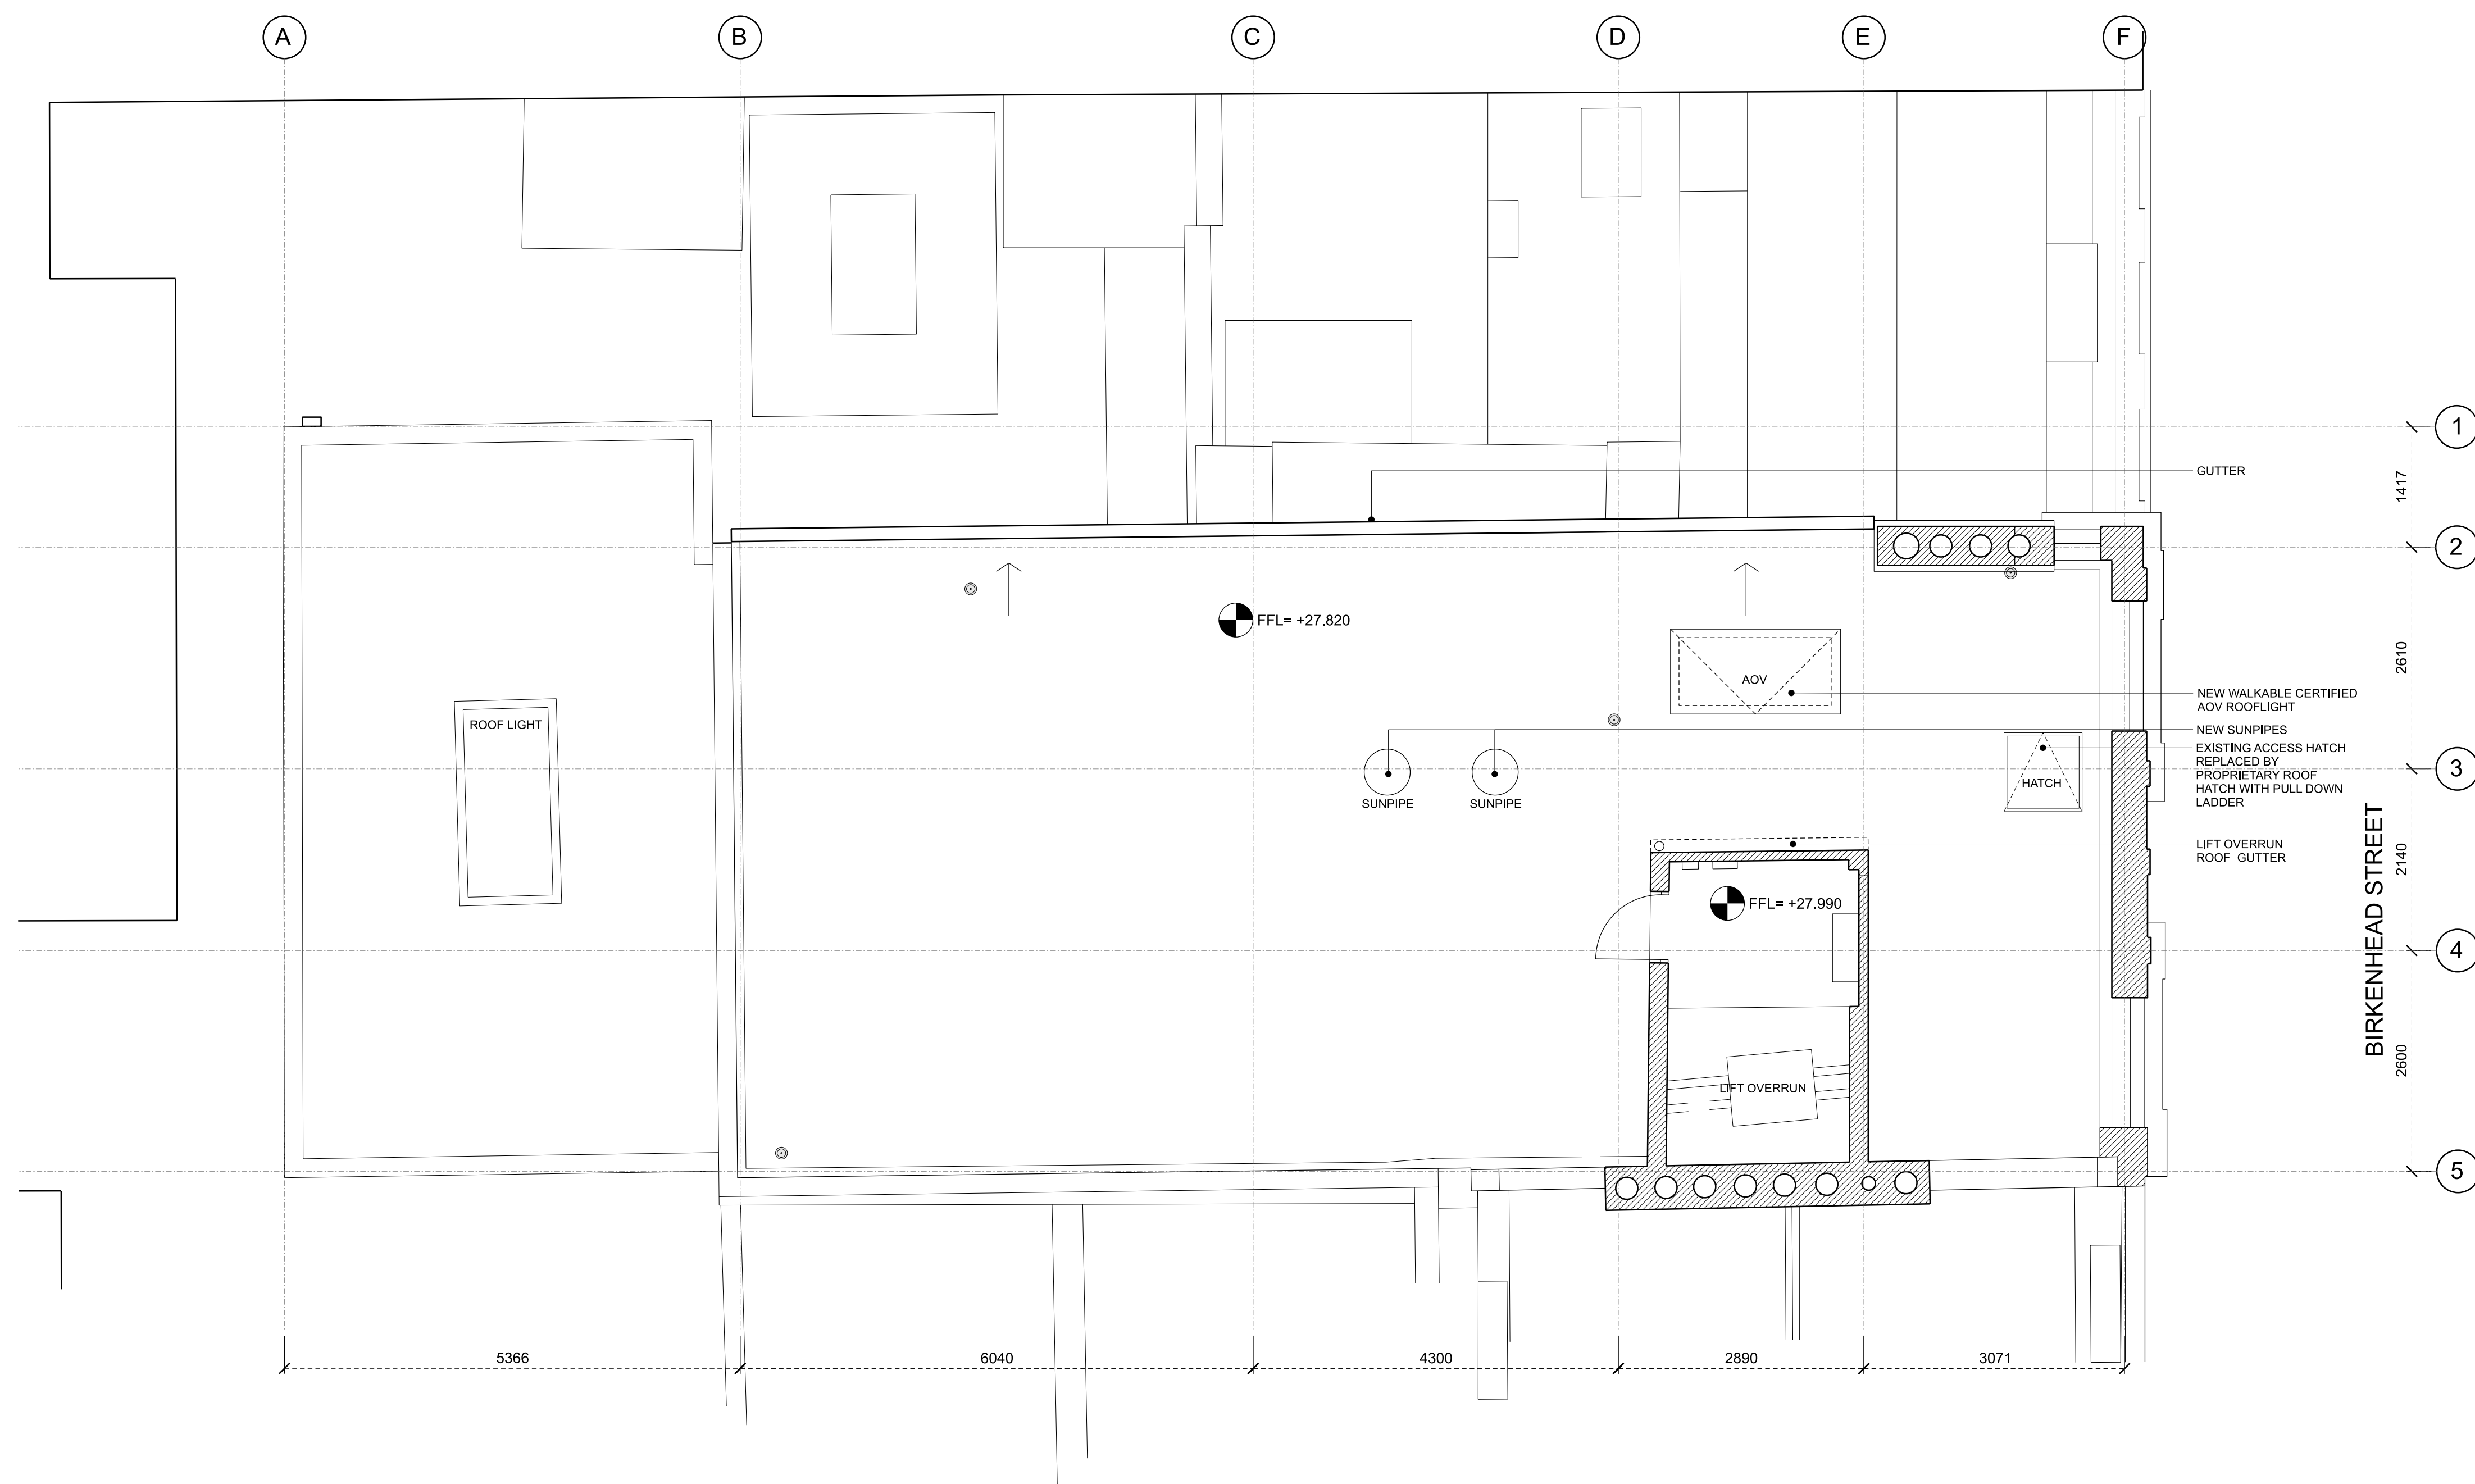 A
B
C
D
E
F
1
GUTTER
1417
2
FFL= +27.820
2610
AOV
NEW WALKABLE CERTIFIED
AOV ROOFLIGHT
ROOF LIGHT
NEW SUNPIPES
EXISTING ACCESS HATCH
REPLACED BY
PROPRIETARY ROOF
HATCH WITH PULL DOWN
LADDER
3
HATCH
SUNPIPE
SUNPIPE
LIFT OVERRUN
ROOF GUTTER
2140
BIRKENHEAD STREET
FFL= +27.990
4
2600
LIFT OVERRUN
5
5366
6040
4300
2890
3071